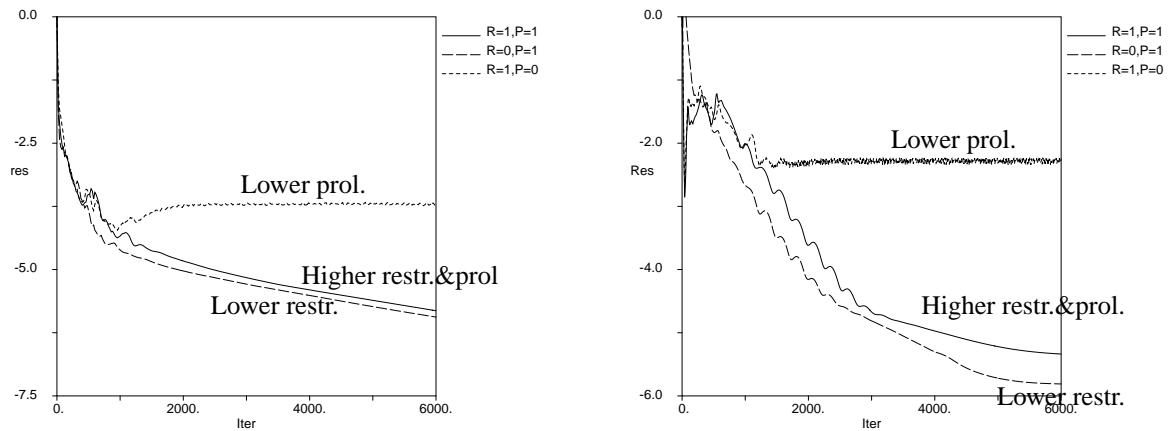 0.0
-2.5
res
-5.0
-7.5
0.
2000.
4000.
6000.
Iter
R=1,P=1
R=0,P=1
R=1,P=0
Lower prol.
Higher restr.&prol
Lower restr.
0.0
-2.0
Res
-4.0
-6.0
0.
2000.
4000.
6000.
Iter
R=1,P=1
R=0,P=1
R=1,P=0
Lower prol.
Higher restr.&prol.
Lower restr.